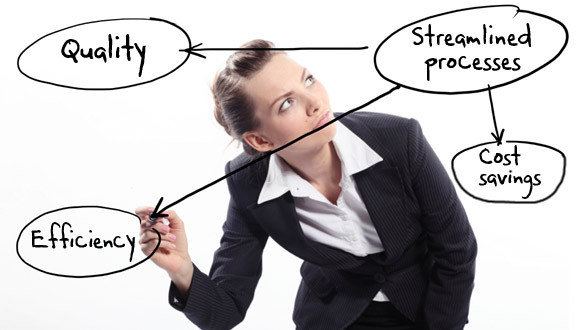 Quality
Streamlined
processes
Cost
savings
Efficiency